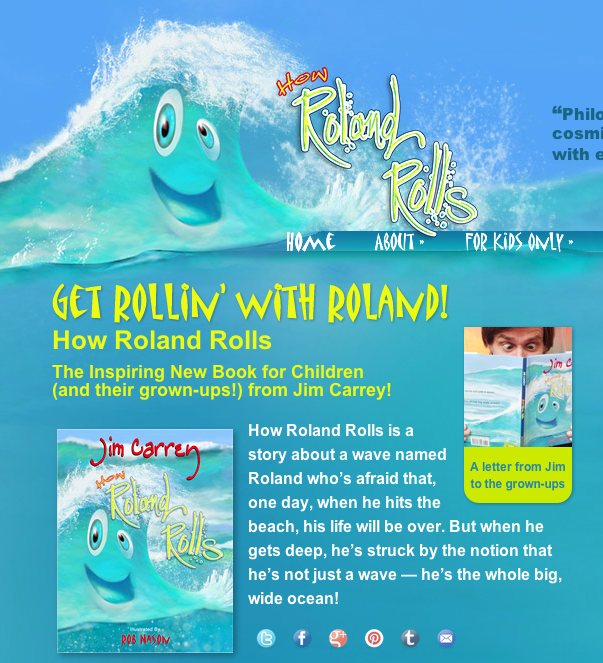 How
Roland
Rolls
“Philo
cosmi
with e
HOME ABOUT » FOR KIDS ONLY »
GET ROLLIN' WITH ROLAND!
How Roland Rolls
The Inspiring New Book for Children
(and their grown-ups!) from Jim Carrey!
Jim Carrey
How
Roland
Rolls
Illustrated By
ROB NASON
How Roland Rolls is a
story about a wave named
Roland who’s afraid that,
one day, when he hits the
beach, his life will be over. But when he
gets deep, he’s struck by the notion that
he’s not just a wave — he’s the whole big,
wide ocean!
Jim C
A letter from Jim
to the grown-ups